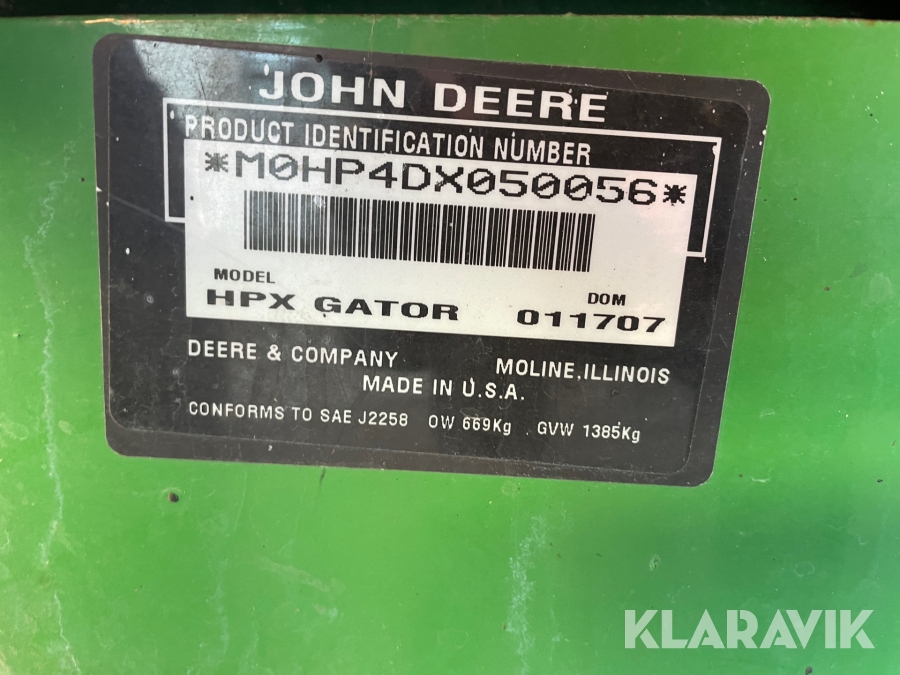 JOHN DEERE
PRODUCT IDENTIFICATION NUMBER
*M0HP4DX050056*
MODEL
HPX GATOR
DOM
011707
DEERE & COMPANY
MOLINE, ILLINOIS
MADE IN U.S.A.
CONFORMS TO SAE J2258 OW 669Kg . GVW 1385Kg
KLARAVIK